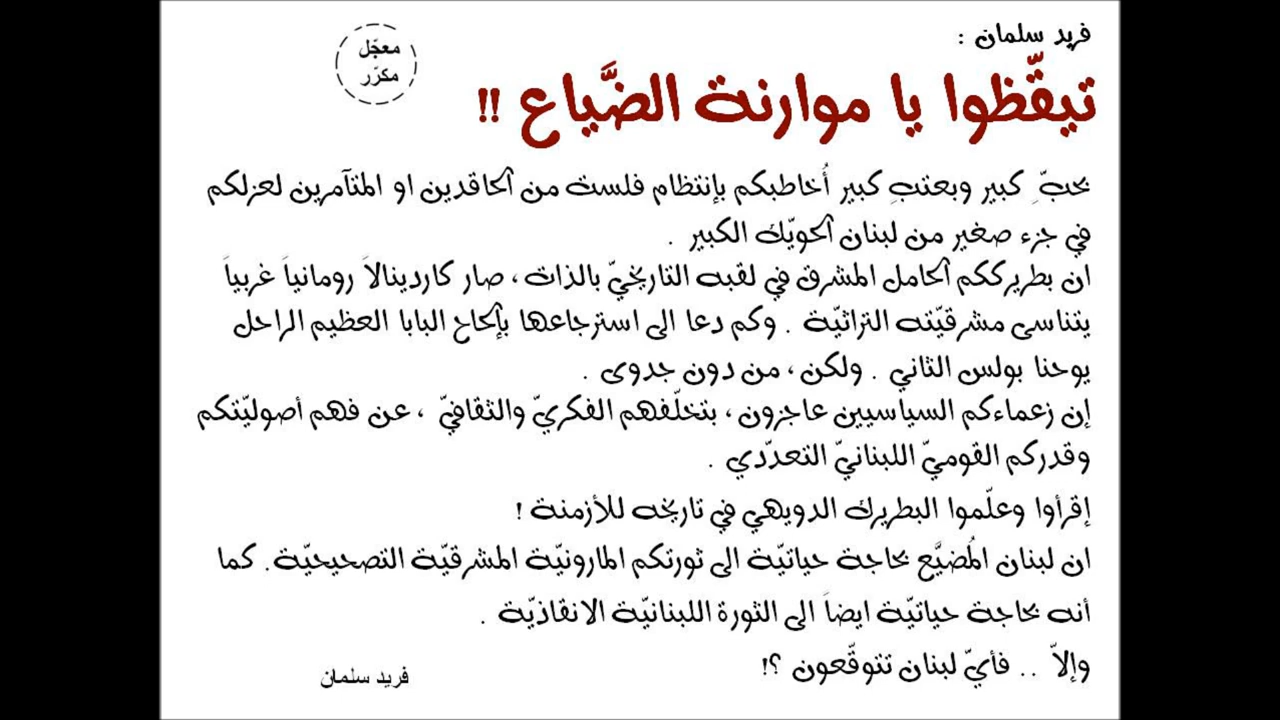 فريد سلمان :
معجّل
مكرّر
تيقّظوا يا موارنة الضَّياع !!
بحبّ ِ كبير وبعتبِ كبير أُخاطبكم بإنتظام فلست من الحاقدين او المتآمرين لعزلكم
في جزء صغير من لبنان الحويّك الكبير .
ان بطريرككم الحامل المشرق في لقبه التاريخيّ بالذات ، صار كاردينالاَ رومانياَ غربياَ
يتناسى مشرقيّته التراثيّة . وكم دعا الى استرجاعها بإلحاح البابا العظيم الراحل
يوحنا بولس الثاني . ولكن ، من دون جدوى .
إن زعماءكم السياسيين عاجزون ، بتخلّفهم الفكريّ والثقافيّ ، عن فهم أصوليّتكم
وقدركم القوميّ اللبنانيّ التعدّدي .
إقرأوا وعلّموا البطريرك الدويهي في تاريخه للأزمنة !
ان لبنان المُضيَّع بحاجة حياتيّة الى ثورتكم المارونيّة المشرقيّة التصحيحيّة. كما
أنه بحاجة حياتيّة ايضاَ الى الثورة اللبنانيّة الانقاذيّة .
وإلاّ .. فأيّ لبنان تتوقّعون ؟!
فريد سلمان